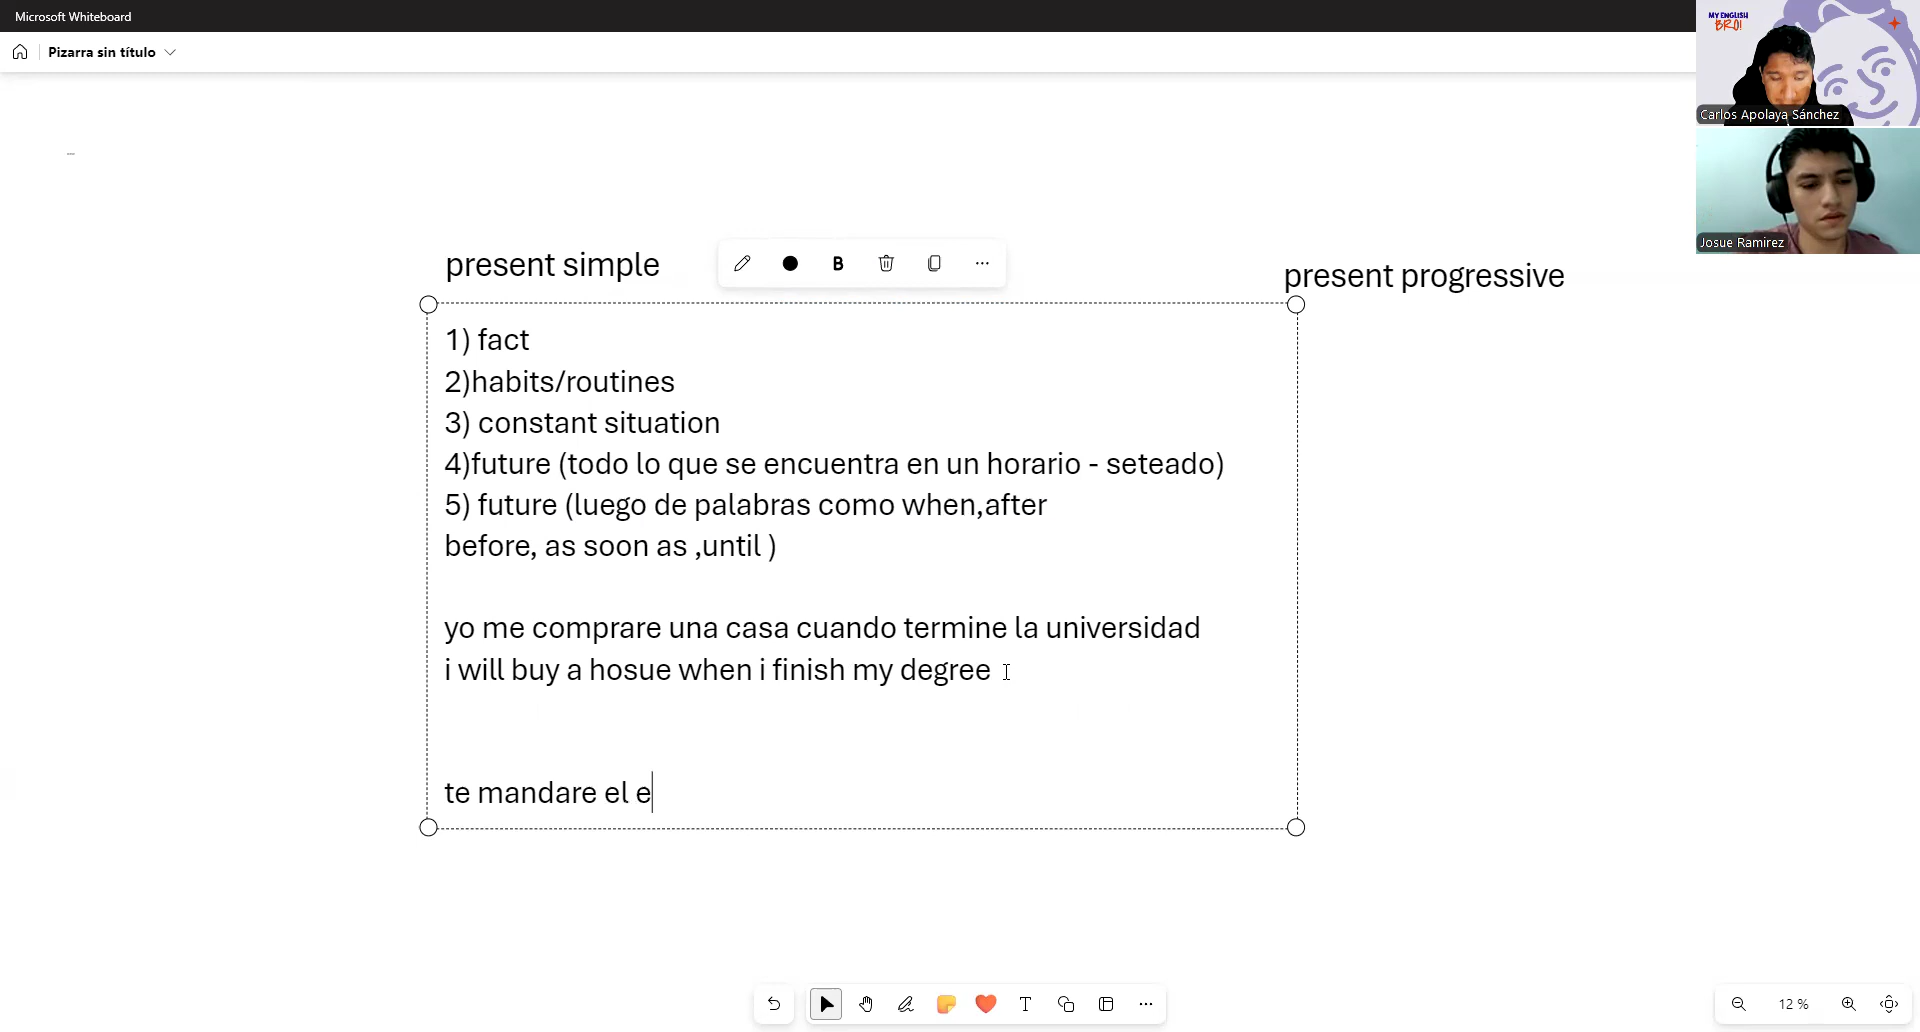 Microsoft Whiteboard
Pizarra sin título
MY ENGLISH
BRO!
Carlos Apolaya Sánchez
Josue Ramirez
present simple
B
present progressive
1) fact
2)habits/routines
3) constant situation
4)future (todo lo que se encuentra en un horario - seteado)
5) future (luego de palabras como when,after
before, as soon as ,until )
yo me comprare una casa cuando termine la universidad
i will buy a hosue when i finish my degree
te mandare el e
T
12 %